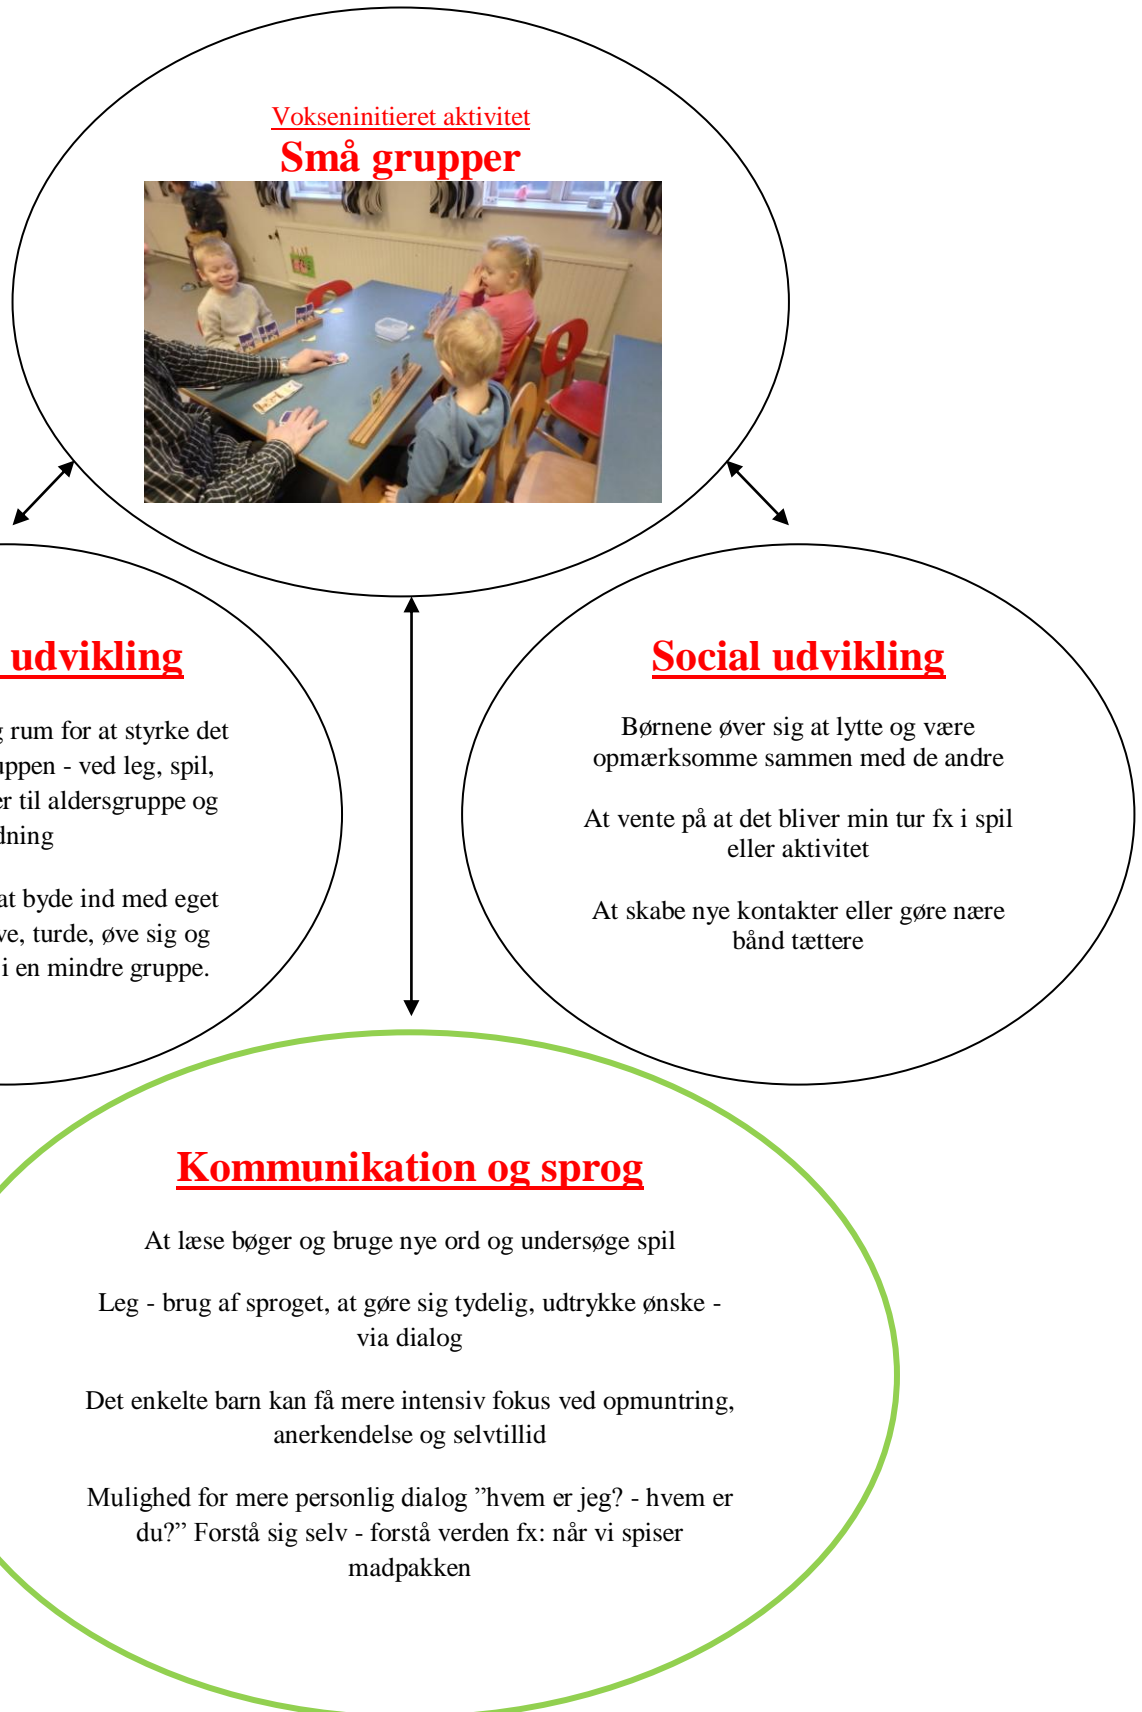 Vokseninitieret aktivitet
Små grupper
udvikling
rum for at styrke det
- ved leg, spil,
til aldersgruppe og
at byde ind med eget
turde, øve sig og
i en mindre gruppe.
Social udvikling
Børnene øver sig at lytte og være
opmærksomme sammen med de andre
At vente på at det bliver min tur fx i spil
eller aktivitet
At skabe nye kontakter eller gøre nære
bånd tættere
Kommunikation og sprog
At læse bøger og bruge nye ord og undersøge spil
Leg - brug af sproget, at gøre sig tydelig, udtrykke ønske -
via dialog
Det enkelte barn kan få mere intensiv fokus ved opmuntring,
anerkendelse og selvtillid
Mulighed for mere personlig dialog ”hvem er jeg? - hvem er
du?” Forstå sig selv - forstå verden fx: når vi spiser
madpakken